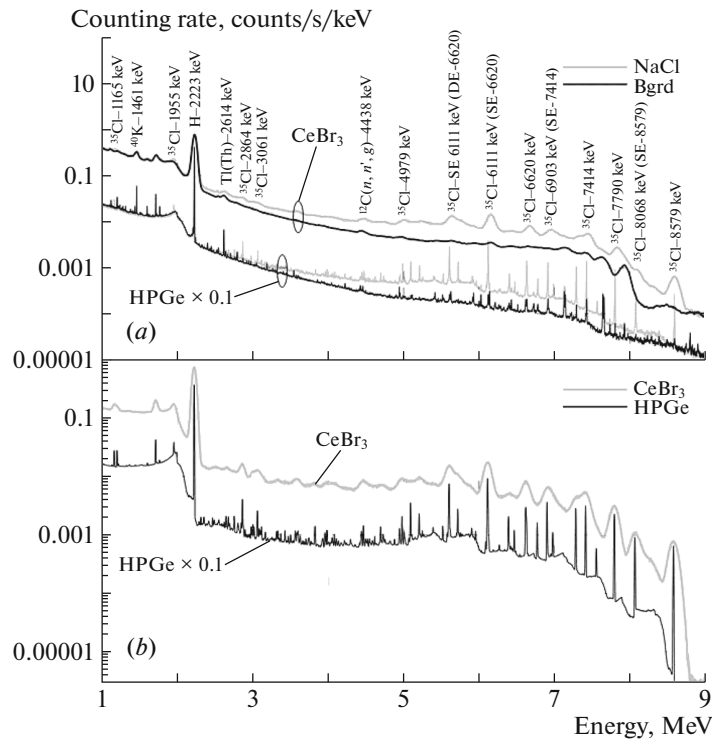 Counting rate, counts/s/keV
NaCl
Bgrd
10
0.1
0.001
0.00001
³⁵Cl–1165 keV
⁴⁰K–1461 keV
³⁵Cl–1955 keV
H–2223 keV
Tl(Th)–2614 keV
³⁵Cl–2864 keV
³⁵Cl–3061 keV
CeBr₃
¹²C(n, n', g)–4438 keV
³⁵Cl–4979 keV
³⁵Cl–SE 6111 keV (DE-6620)
³⁵Cl–6111 keV (SE-6620)
³⁵Cl–6620 keV
³⁵Cl–6903 keV (SE-7414)
³⁵Cl–7414 keV
³⁵Cl–7790 keV
³⁵Cl–8068 keV (SE-8579)
³⁵Cl–8579 keV
HPGe × 0.1
(a)
CeBr₃
HPGe
0.1
0.001
0.00001
CeBr₃
HPGe × 0.1
(b)
1 3 5 7 9
Energy, MeV